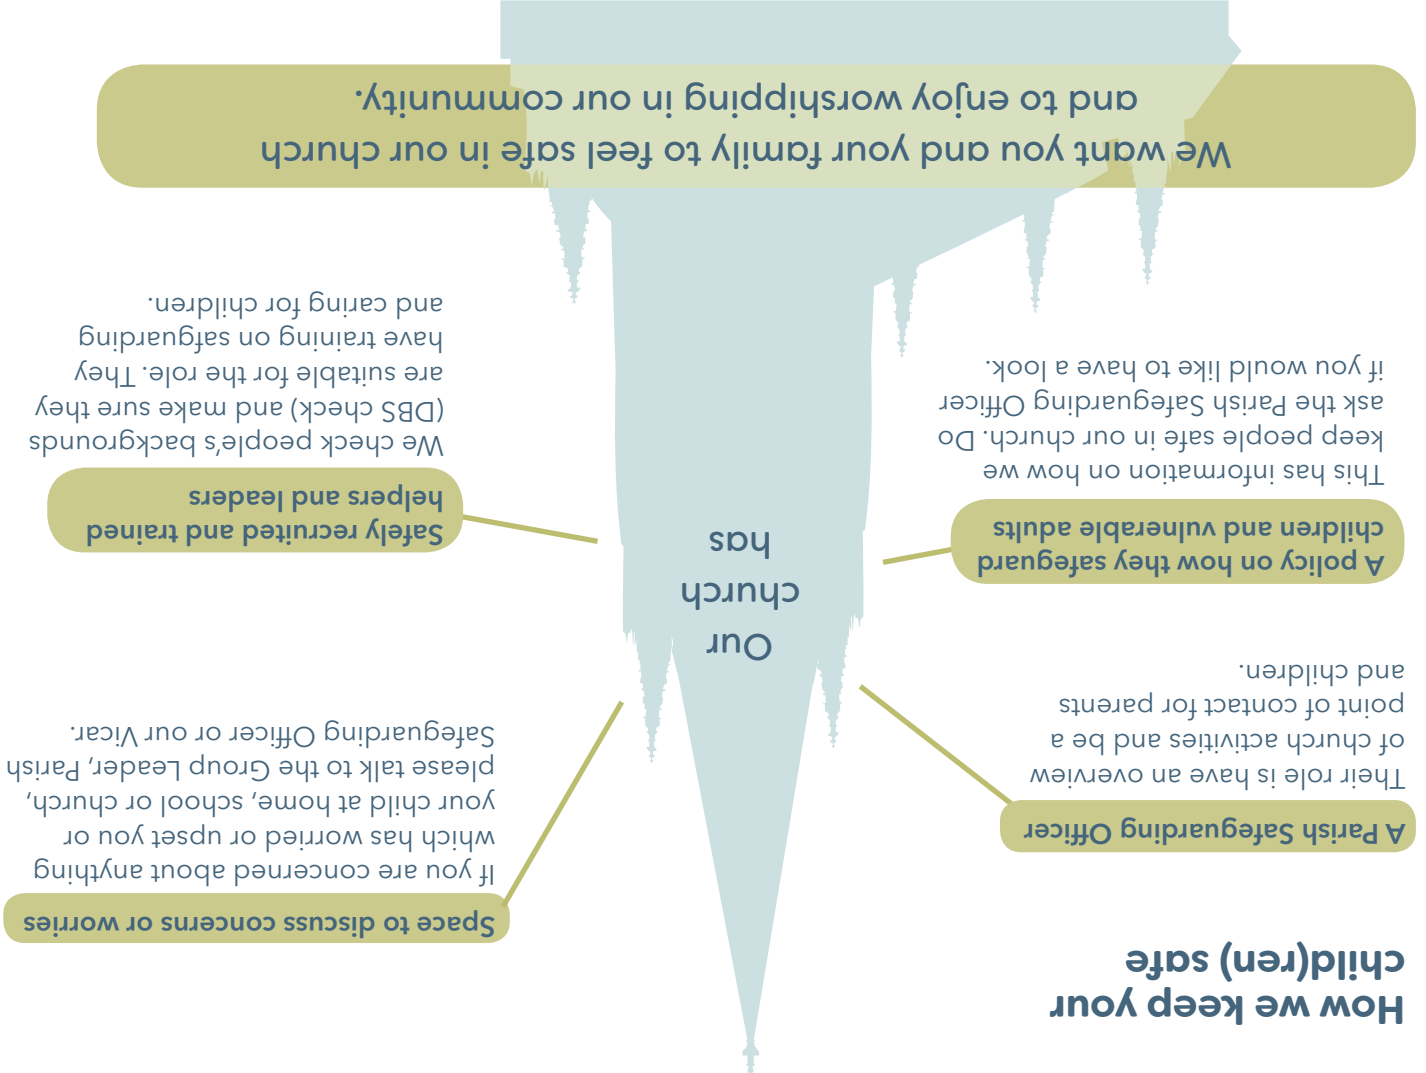 How we keep your
child(ren) safe
A Parish Safeguarding Officer
Their role is have an overview
of church activities and be a
point of contact for parents
and children.
A policy on how they safeguard
children and vulnerable adults
This has information on how we
keep people safe in our church. Do
ask the Parish Safeguarding Officer
if you would like to have a look.
Our
church
has
Space to discuss concerns or worries
If you are concerned about anything
which has worried or upset you or
your child at home, school or church,
please talk to the Group Leader, Parish
Safeguarding Officer or our Vicar.
Safely recruited and trained
helpers and leaders
We check people's backgrounds
(DBS check) and make sure they
are suitable for the role. They
have training on safguarding
and caring for children.
We want you and your family to feel safe in our church
and to enjoy worshipping in our community.